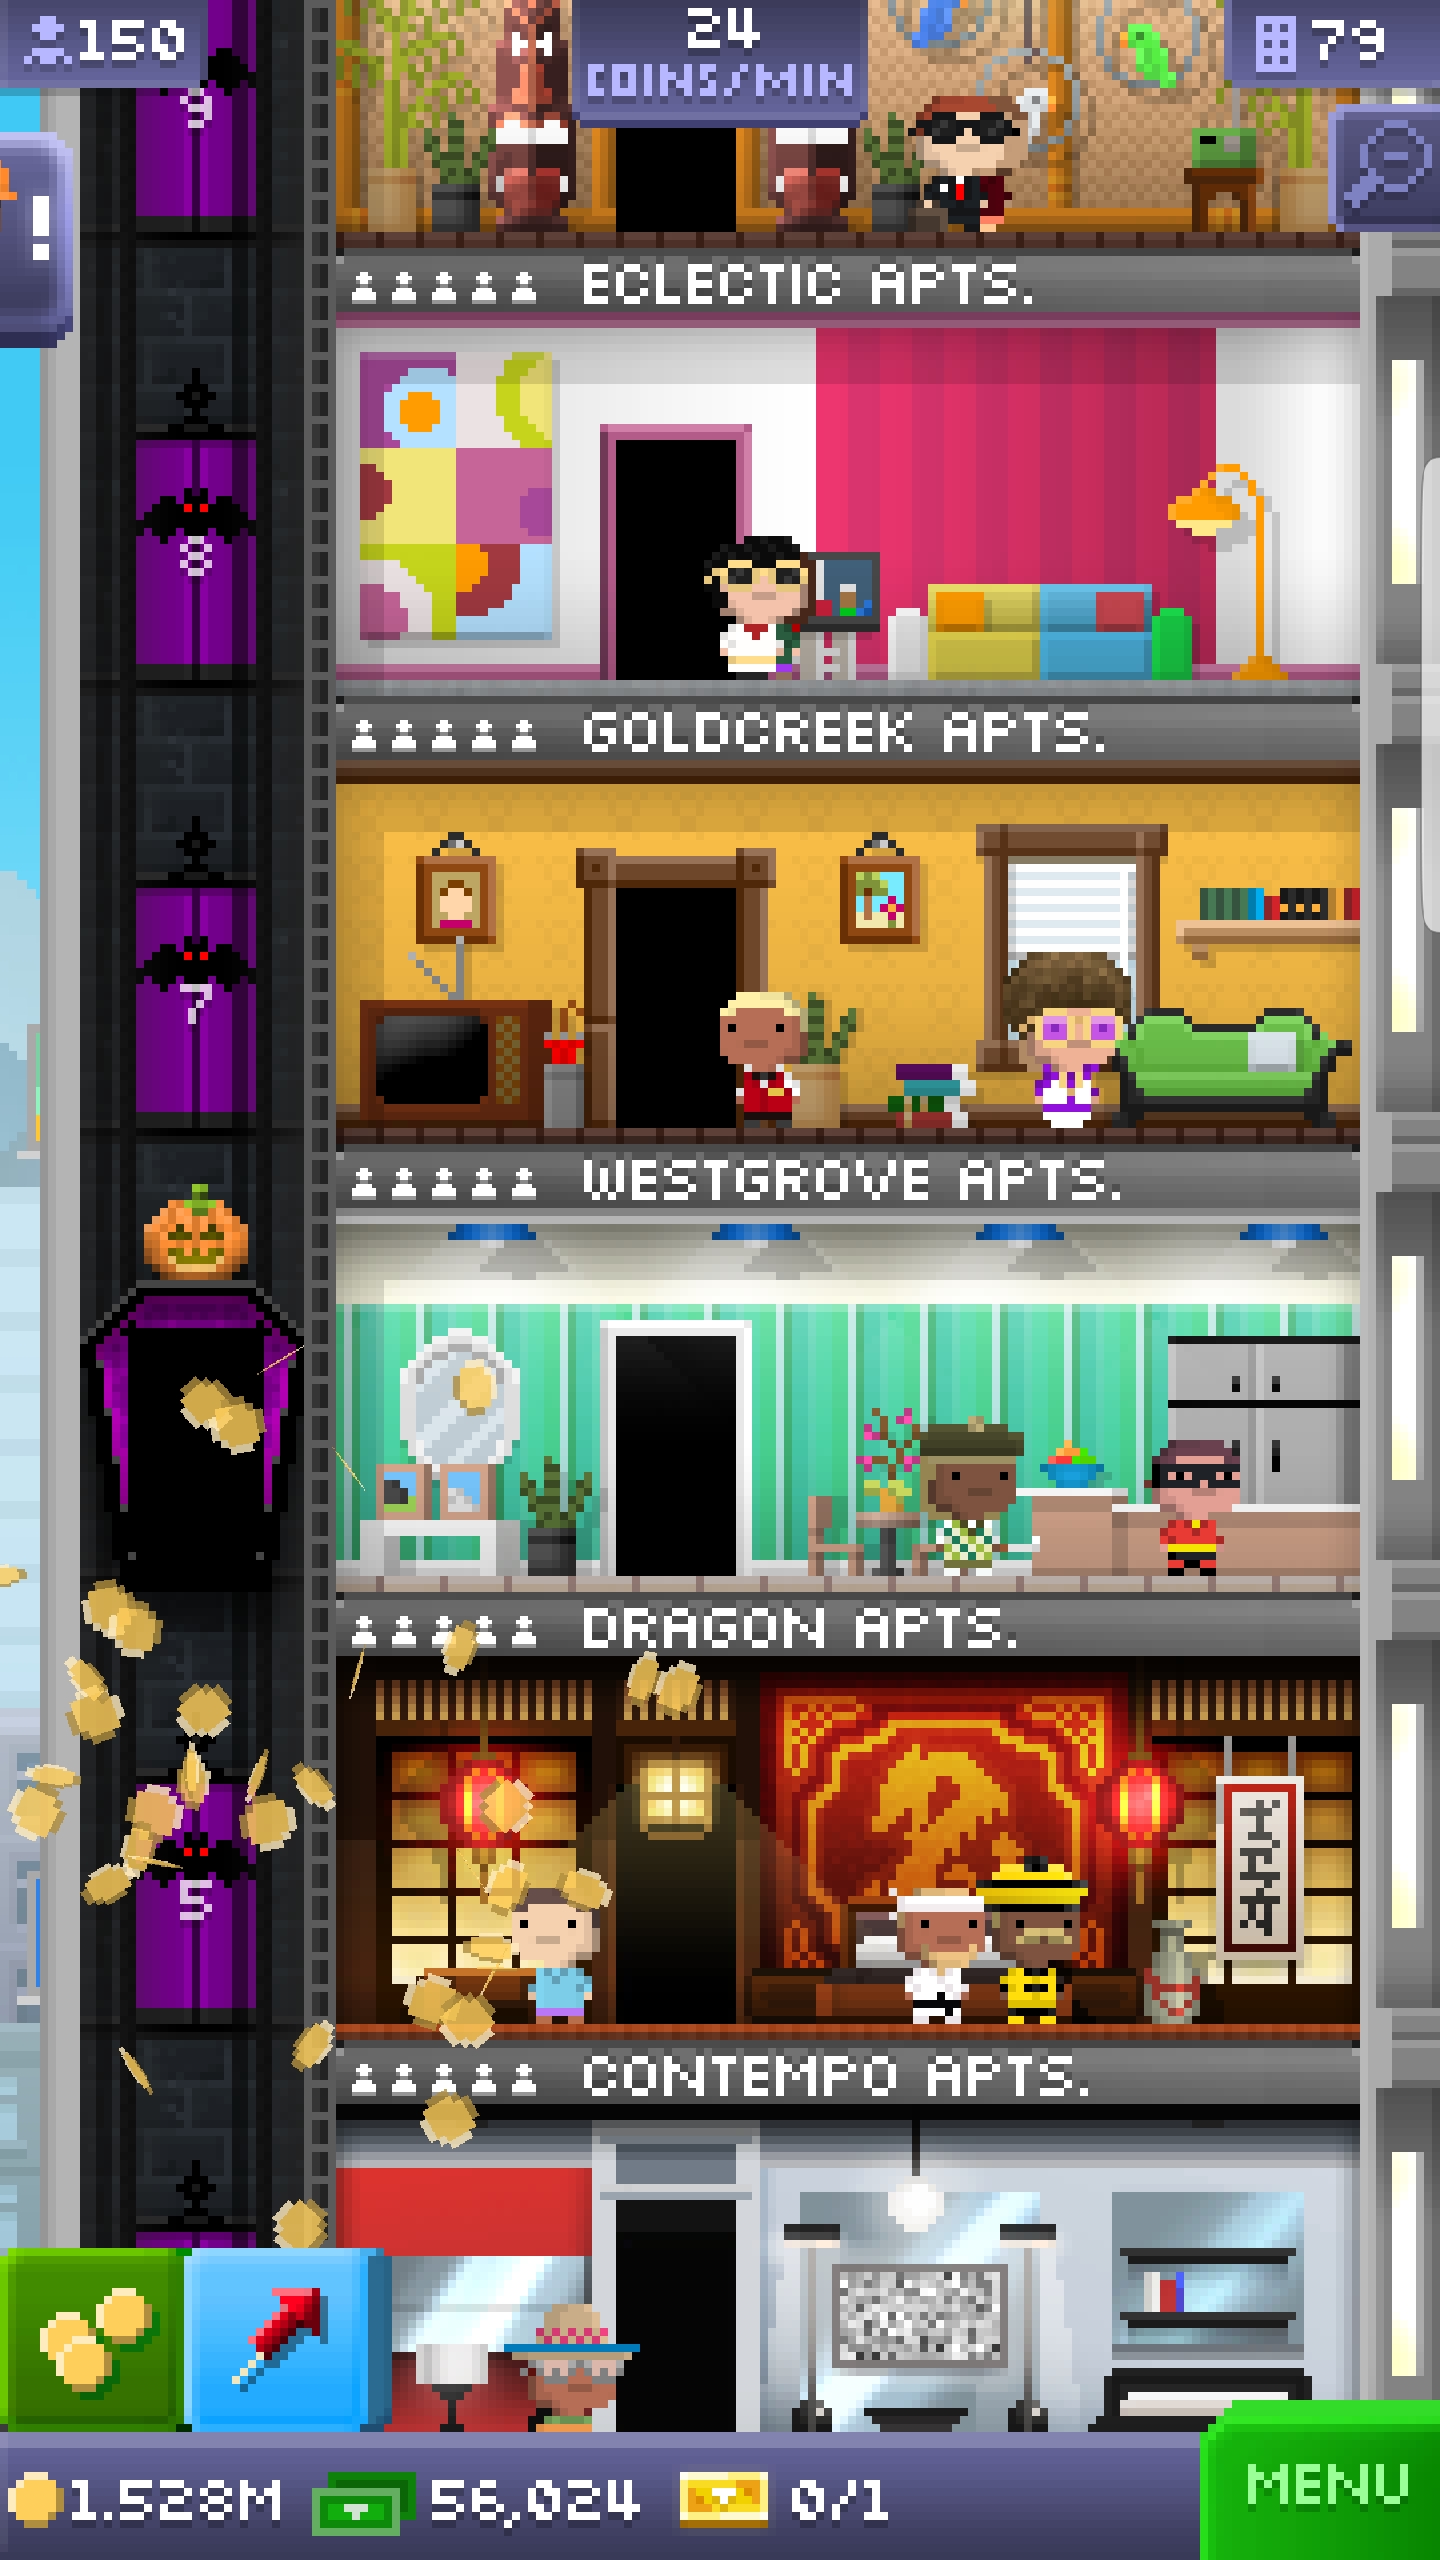 150
24
COINS/MIN
79
9
!
ECLECTIC APTS.
8
GOLDCREEK APTS.
7
WESTGROVE APTS.
DRAGON APTS.
5
CONTEMPO APTS.
1.528M
56,024
0/1
MENU